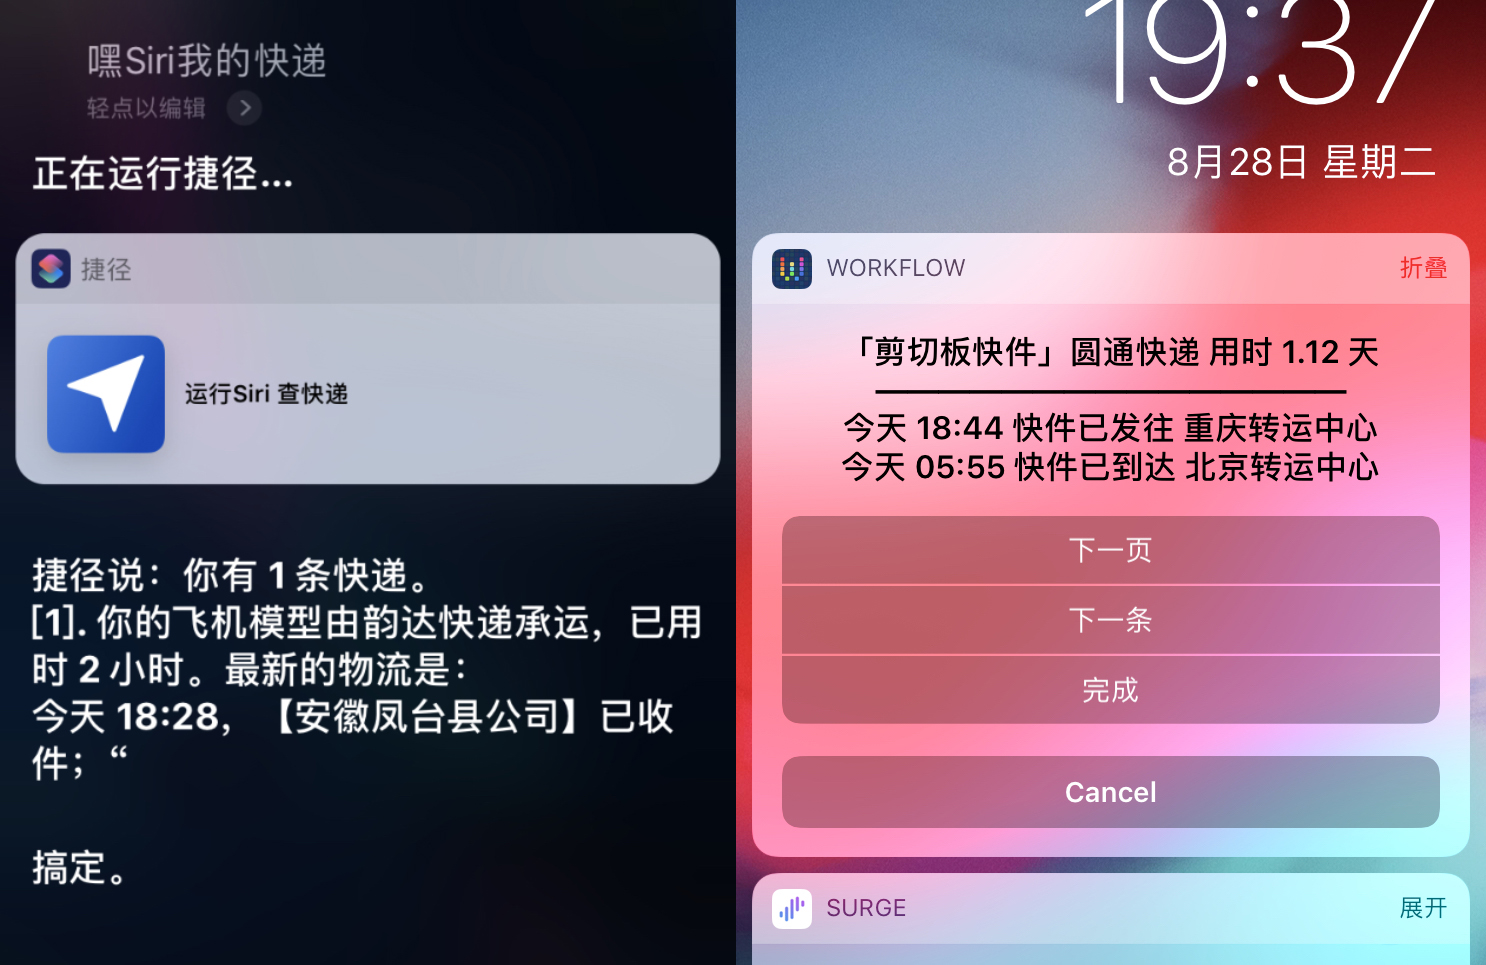 嘿Siri我的快递
轻点以编辑
正在运行捷径...
捷径
运行Siri 查快递
捷径说：你有 1 条快递。
[1]. 你的飞机模型由韵达快递承运，已用
时 2 小时。最新的物流是：
今天 18:28，【安徽凤台县公司】已收
件；“
搞定。
19:37
8月28日 星期二
WORKFLOW
折叠
「剪切板快件」圆通快递 用时 1.12 天
今天 18:44 快件已发往 重庆转运中心
今天 05:55 快件已到达 北京转运中心
下一页
下一条
完成
Cancel
SURGE
展开